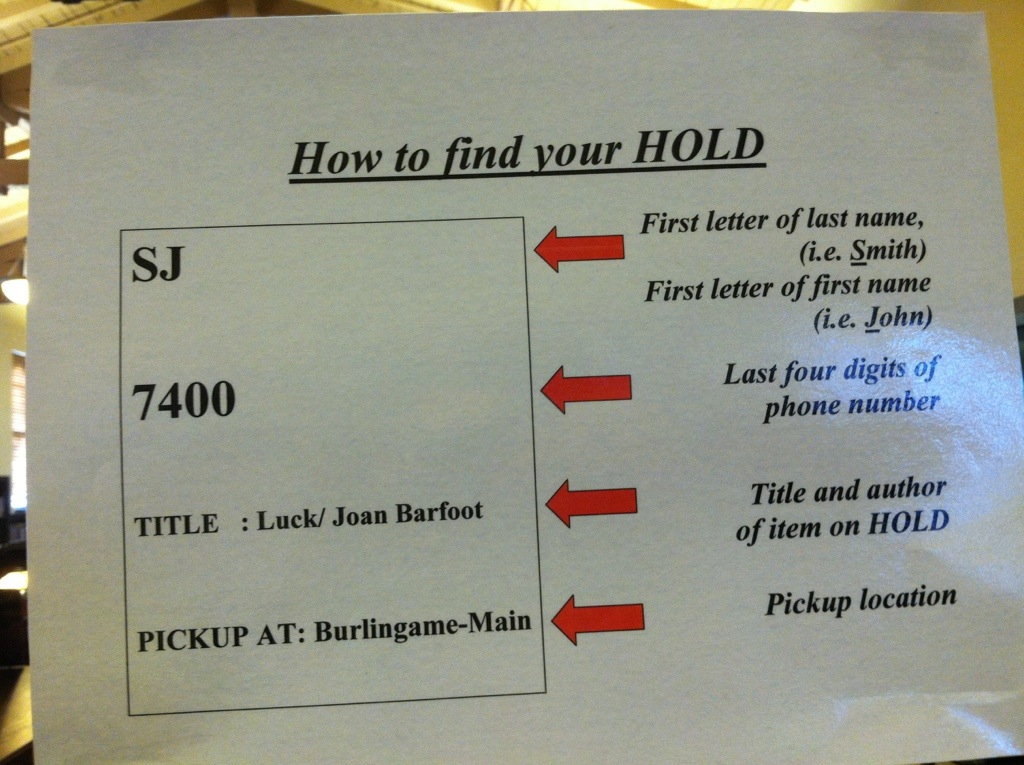 How to find your HOLD
SJ
First letter of last name,
(i.e. Smith)
First letter of first name
(i.e. John)
7400
Last four digits of
phone number
TITLE : Luck/ Joan Barfoot
Title and author
of item on HOLD
PICKUP AT: Burlingame-Main
Pickup location